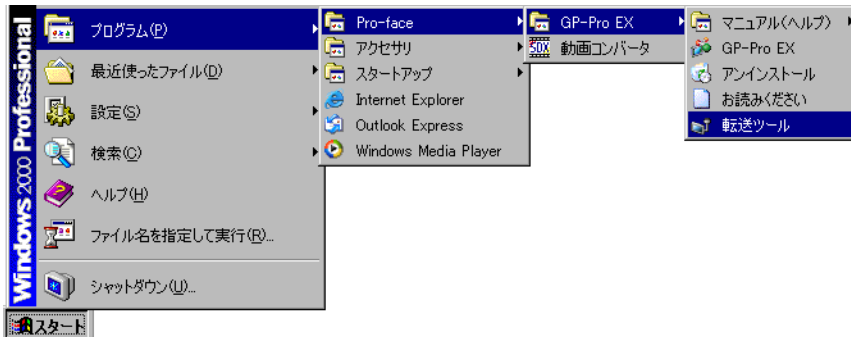 Windows 2000 Professional
プログラム(P)
最近使ったファイル(D)
設定(S)
検索(C)
ヘルプ(H)
ファイル名を指定して実行(R)...
シャットダウン(U)...
スタート
Pro-face
アクセサリ
スタートアップ
Internet Explorer
Outlook Express
Windows Media Player
GP-Pro EX
動画コンバータ
マニュアル(ヘルプ)
GP-Pro EX
アンインストール
お読みください
転送ツール